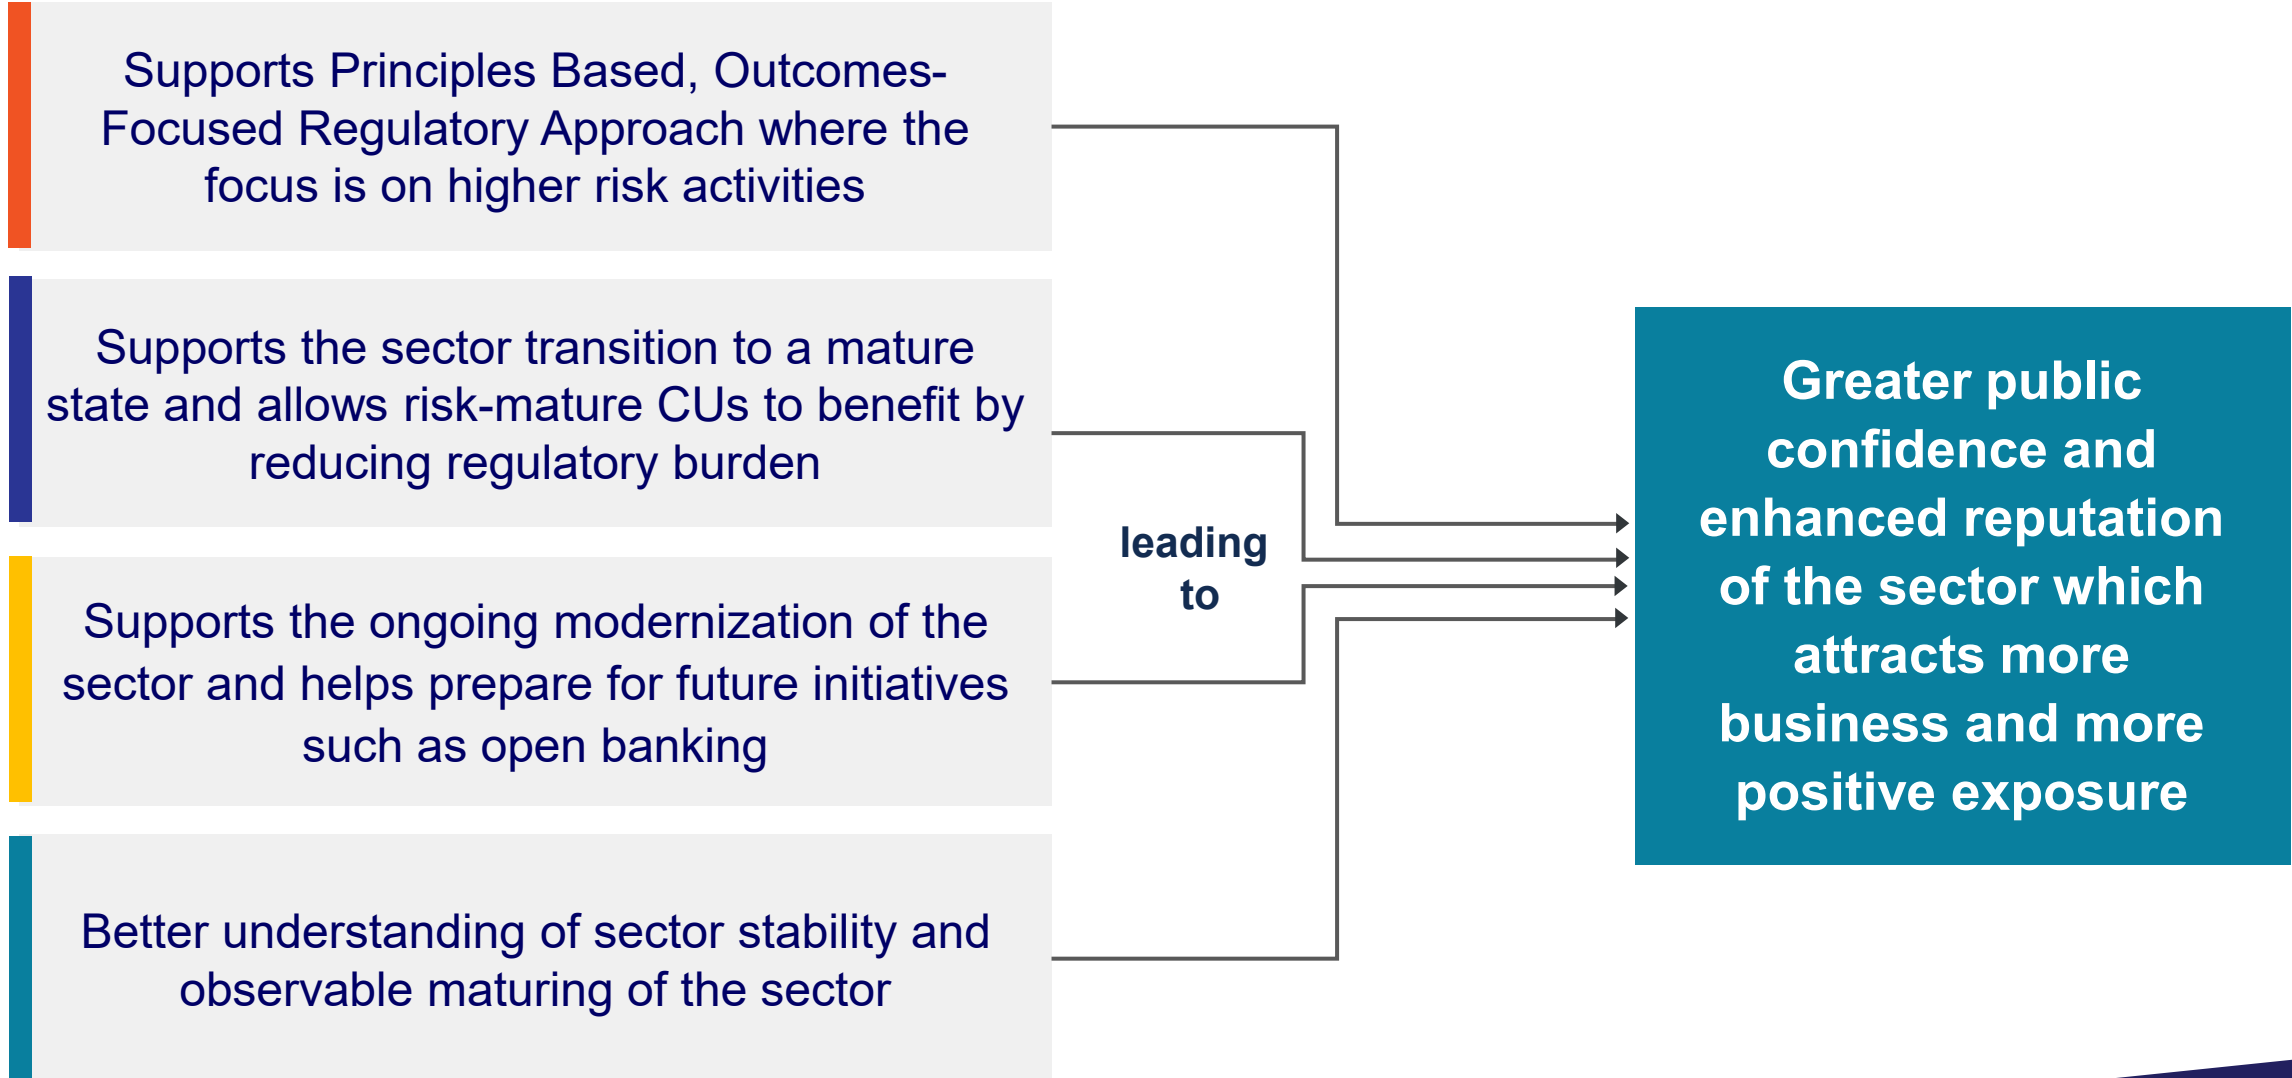 Supports Principles Based, Outcomes-
Focused Regulatory Approach where the
focus is on higher risk activities
Supports the sector transition to a mature
state and allows risk-mature CUs to benefit by
reducing regulatory burden
Supports the ongoing modernization of the
sector and helps prepare for future initiatives
such as open banking
Better understanding of sector stability and
observable maturing of the sector
leading
to
Greater public
confidence and
enhanced reputation
of the sector which
attracts more
business and more
positive exposure